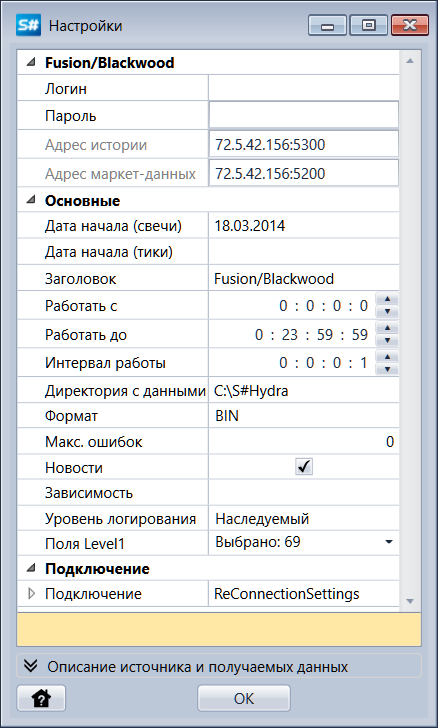 S# Настройки
Fusion/Blackwood
Логин
Пароль
Адрес истории 72.5.42.156:5300
Адрес маркет-данных 72.5.42.156:5200
Основные
Дата начала (свечи) 18.03.2014
Дата начала (тики)
Заголовок Fusion/Blackwood
Работать с 0 : 0 : 0 : 0
Работать до 0 : 23 : 59 : 59
Интервал работы 0 : 0 : 0 : 1
Директория с данными C:\S#Hydra
Формат BIN
Макс. ошибок 0
Новости
Зависимость
Уровень логирования Наследуемый
Поля Level1 Выбрано: 69
Подключение
Подключение ReConnectionSettings
Описание источника и получаемых данных
? OK